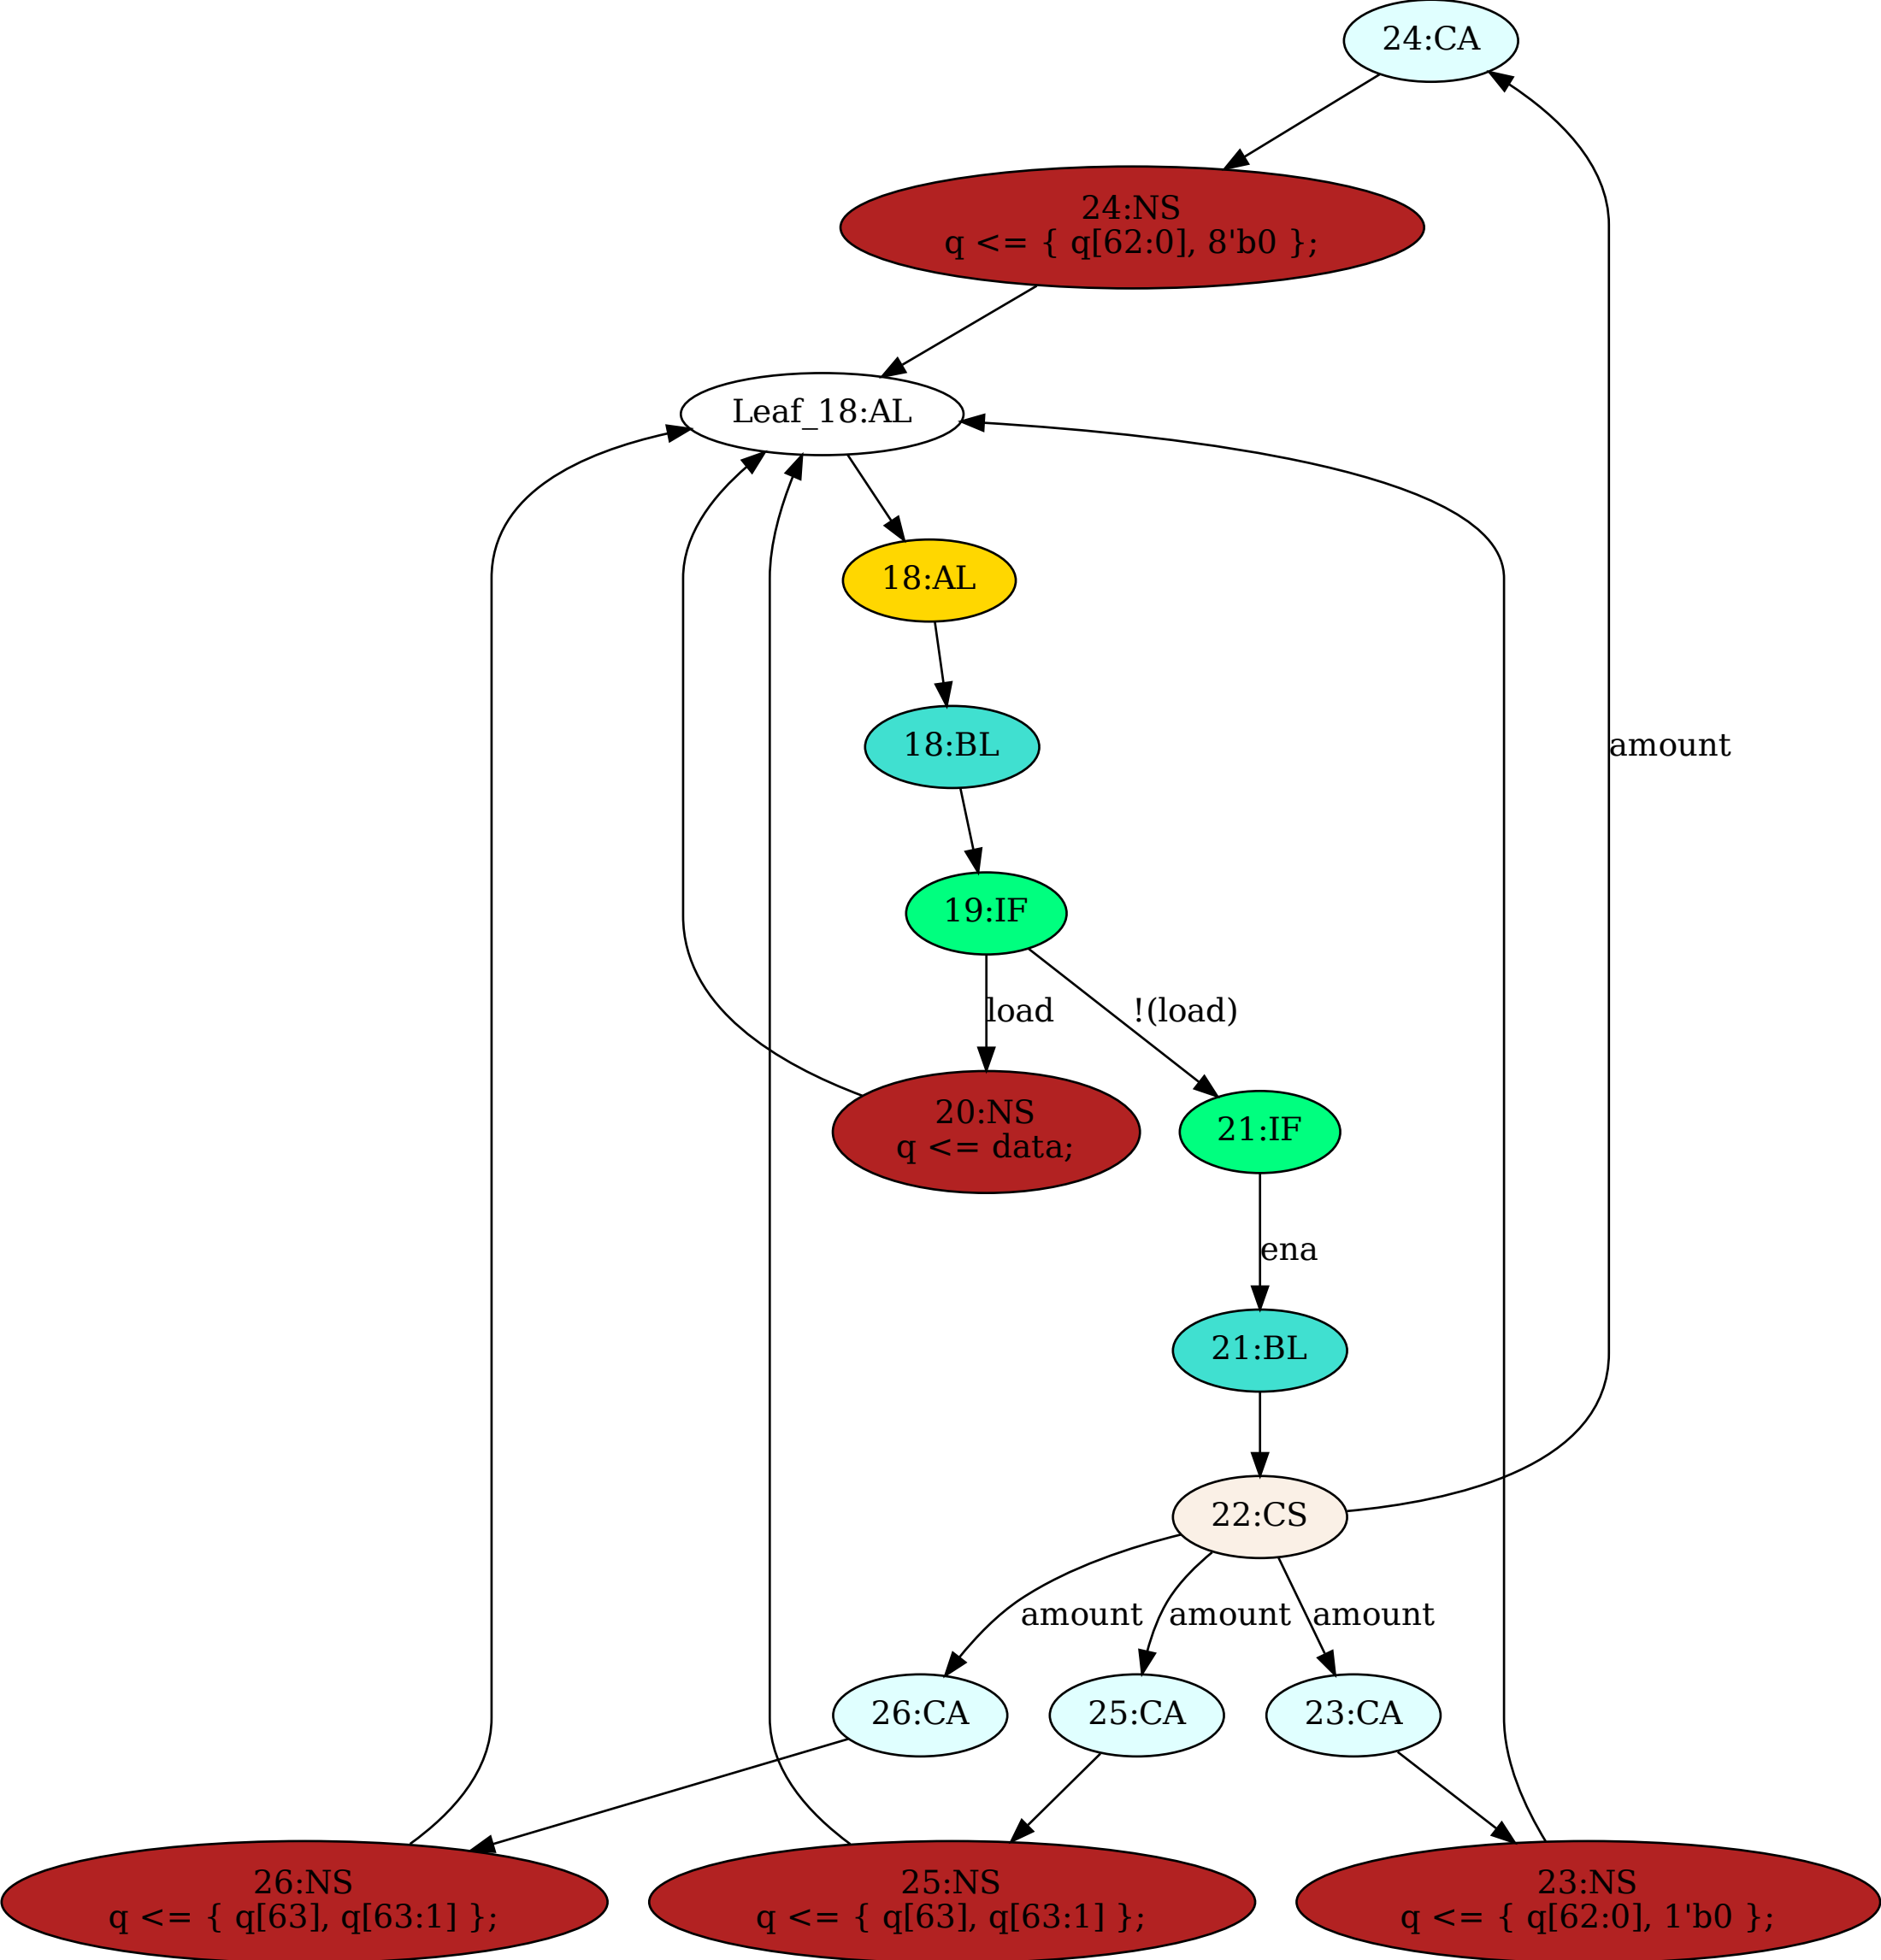 24:CA
24:NS
q <= { q[62:0], 8'b0 };
Leaf_18:AL
18:AL
18:BL
amount
19:IF
load
!(load)
20:NS
q <= data;
21:IF
ena
21:BL
22:CS
amount
amount
amount
26:CA
25:CA
23:CA
26:NS
q <= { q[63], q[63:1] };
25:NS
q <= { q[63], q[63:1] };
23:NS
q <= { q[62:0], 1'b0 };